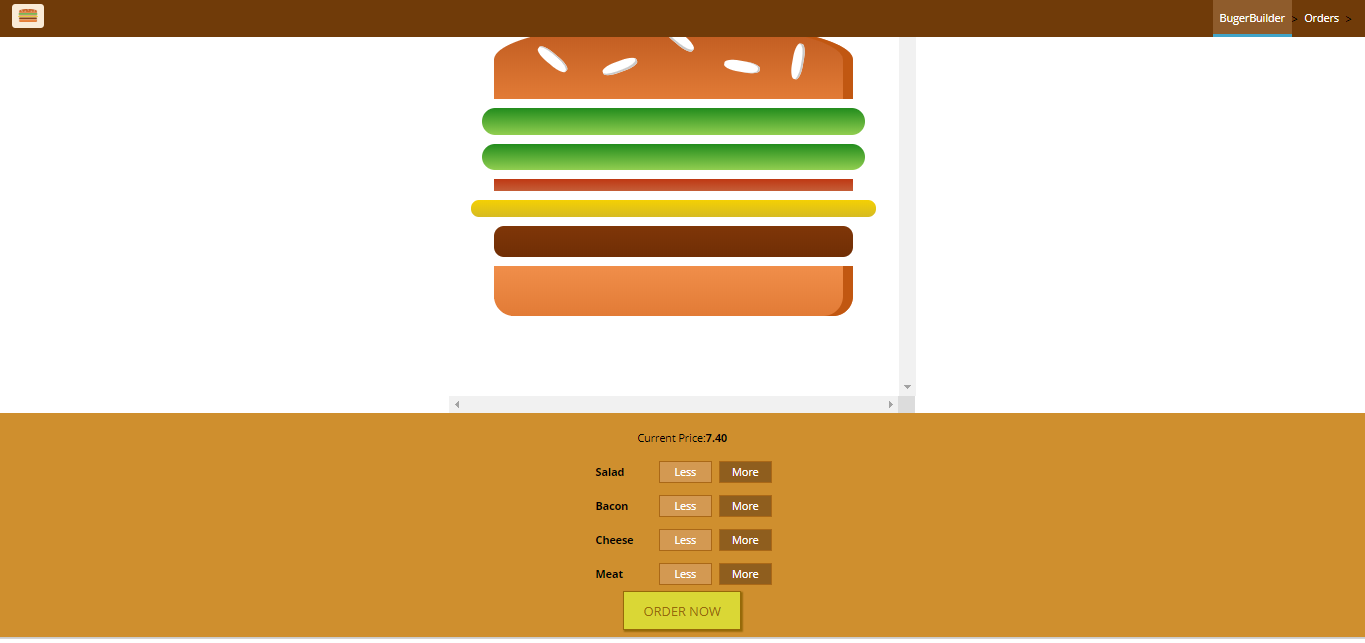 BugerBuilder > Orders >
Current Price:7.40
Salad Less More
Bacon Less More
Cheese Less More
Meat Less More
ORDER NOW